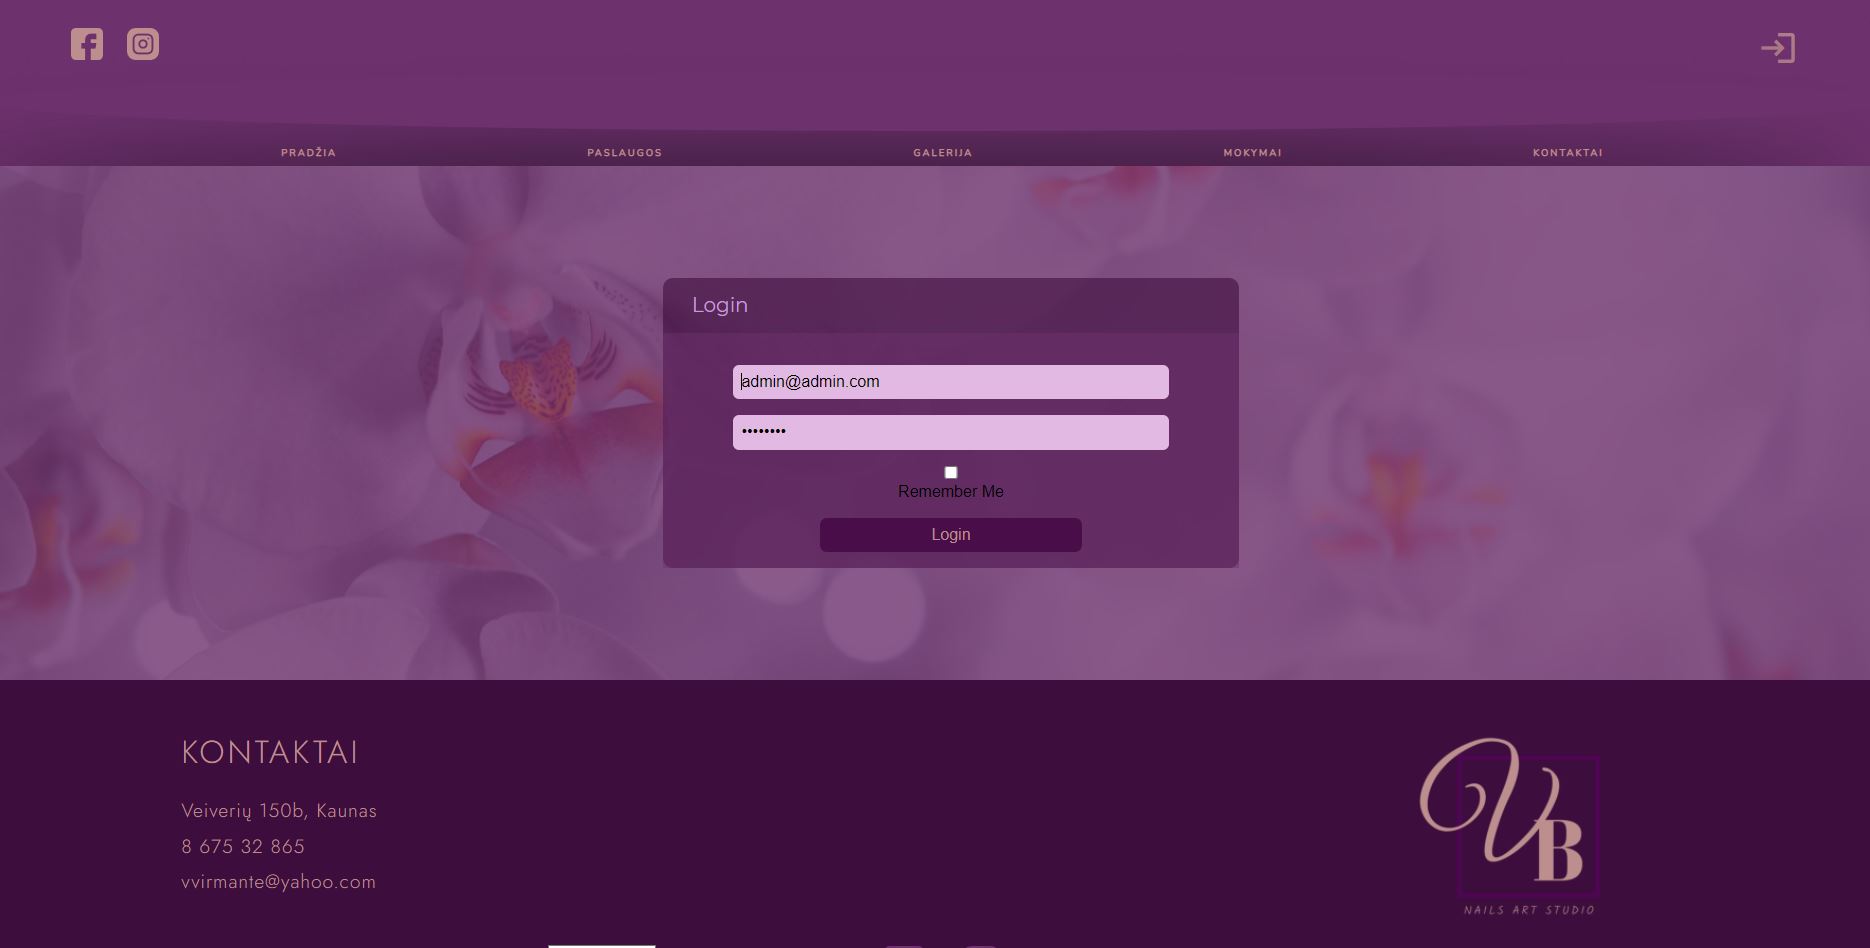 PRADŽIA PASLAUGOS GALERIJA MOKYMAI KONTAKTAI
Login
admin@admin.com
••••••••
Remember Me
Login
KONTAKTAI
Veiverių 150b, Kaunas
8 675 32 865
vvirmante@yahoo.com
VB
NAILS ART STUDIO